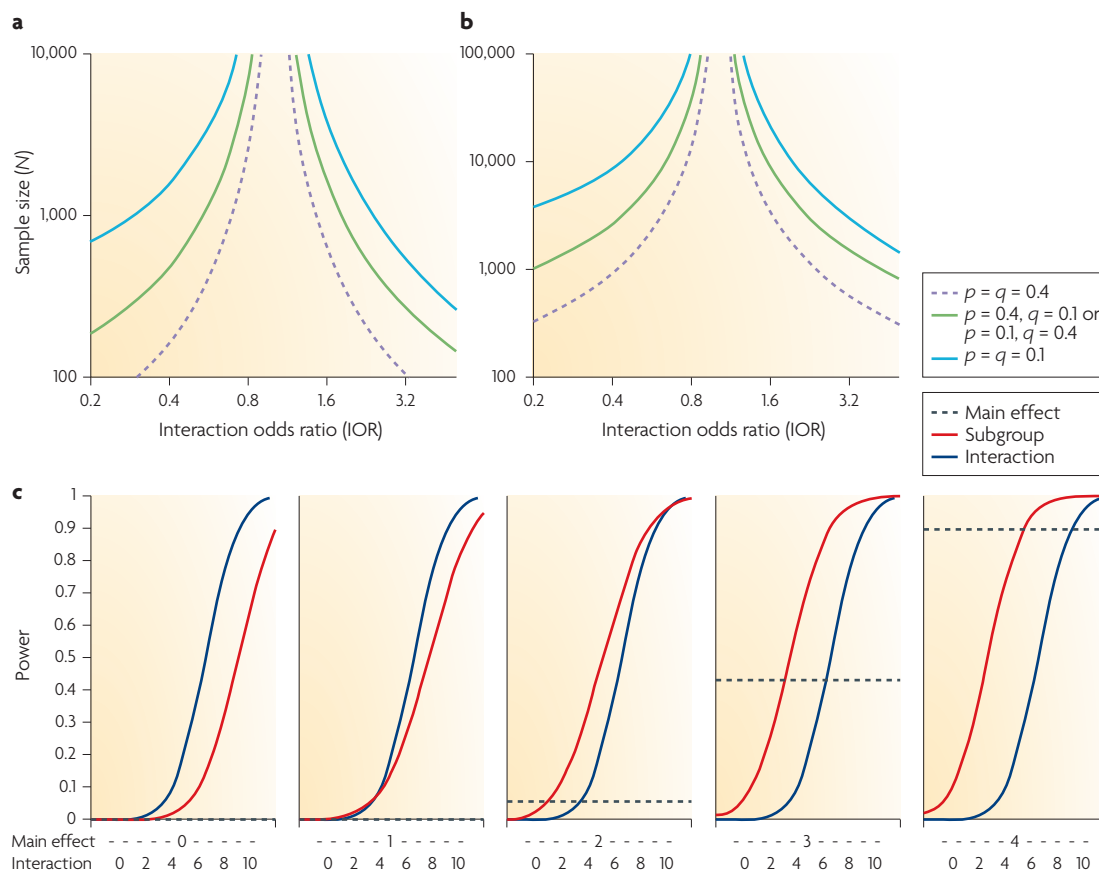 a
10,000
1,000
100
Sample size (N)
0.2 0.4 0.8 1.6 3.2
Interaction odds ratio (IOR)
b
100,000
10,000
1,000
100
0.2 0.4 0.8 1.6 3.2
Interaction odds ratio (IOR)
p = q = 0.4
p = 0.4, q = 0.1 or
p = 0.1, q = 0.4
p = q = 0.1
Main effect
Subgroup
Interaction
c
1
0.9
0.8
0.7
0.6
0.5
0.4
0.3
0.2
0.1
0
Power
Main effect - - - - - 0 - - - - - - - - - - 1 - - - - - - - - - - 2 - - - - - - - - - - 3 - - - - - - - - - - 4 - - - - -
Interaction 0 2 4 6 8 10 0 2 4 6 8 10 0 2 4 6 8 10 0 2 4 6 8 10 0 2 4 6 8 10